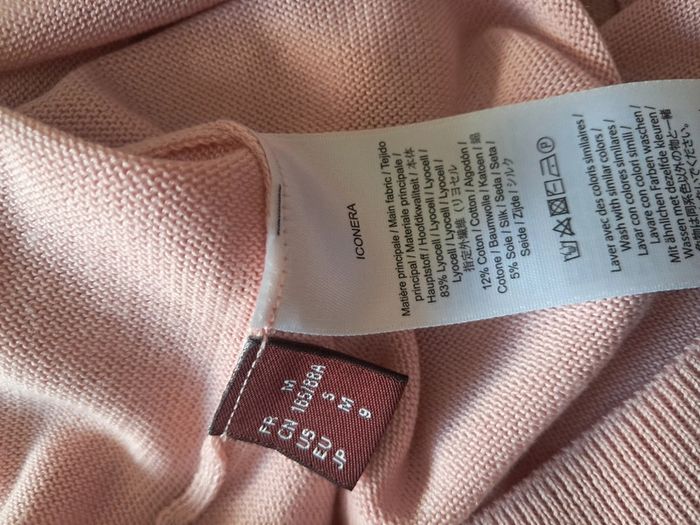 ICONERA
Matière principale / Main fabric / Tejido
principal / Materiale principale /
Hauptstoff / Hoofdkwaliteit / 本体
83% Lyocell / Lyocell / Lyocell /
Lyocell / Lyocell / Lyocell /
指定外繊維 (リヨセル
12% Coton / Cotton / Algodón /
Cotone / Baumwolle / Katoen / 綿
5% Soie / Silk / Seda / Seta /
Seide / Zijde / シルク
Laver avec des coloris similaires /
Wash with similar colors /
Lavar con color simili /
Lavare con colori /
Mit ähnlichen Farben waschen /
Wassen met dezelfde kleuren /
FR M
CN 165/88A
US S
EU M
JP 9